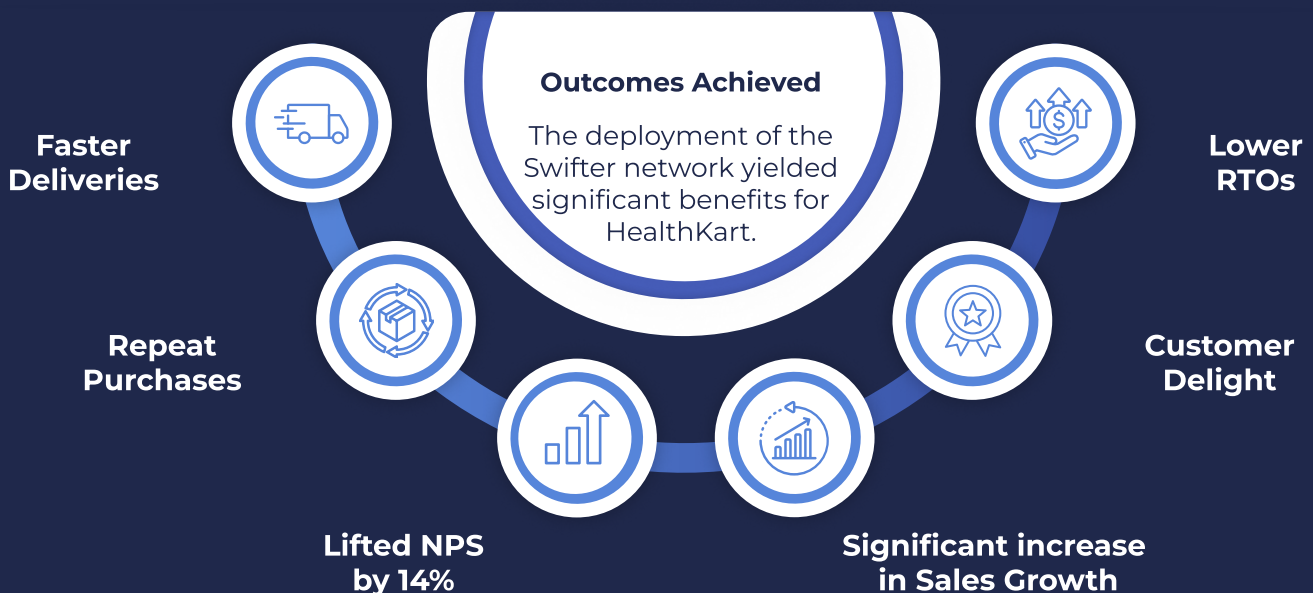 Outcomes Achieved
The deployment of the
Swifter network yielded
significant benefits for
HealthKart.
Faster
Deliveries
Repeat
Purchases
Lifted NPS
by 14%
Significant increase
in Sales Growth
Customer
Delight
Lower
RTOs
$